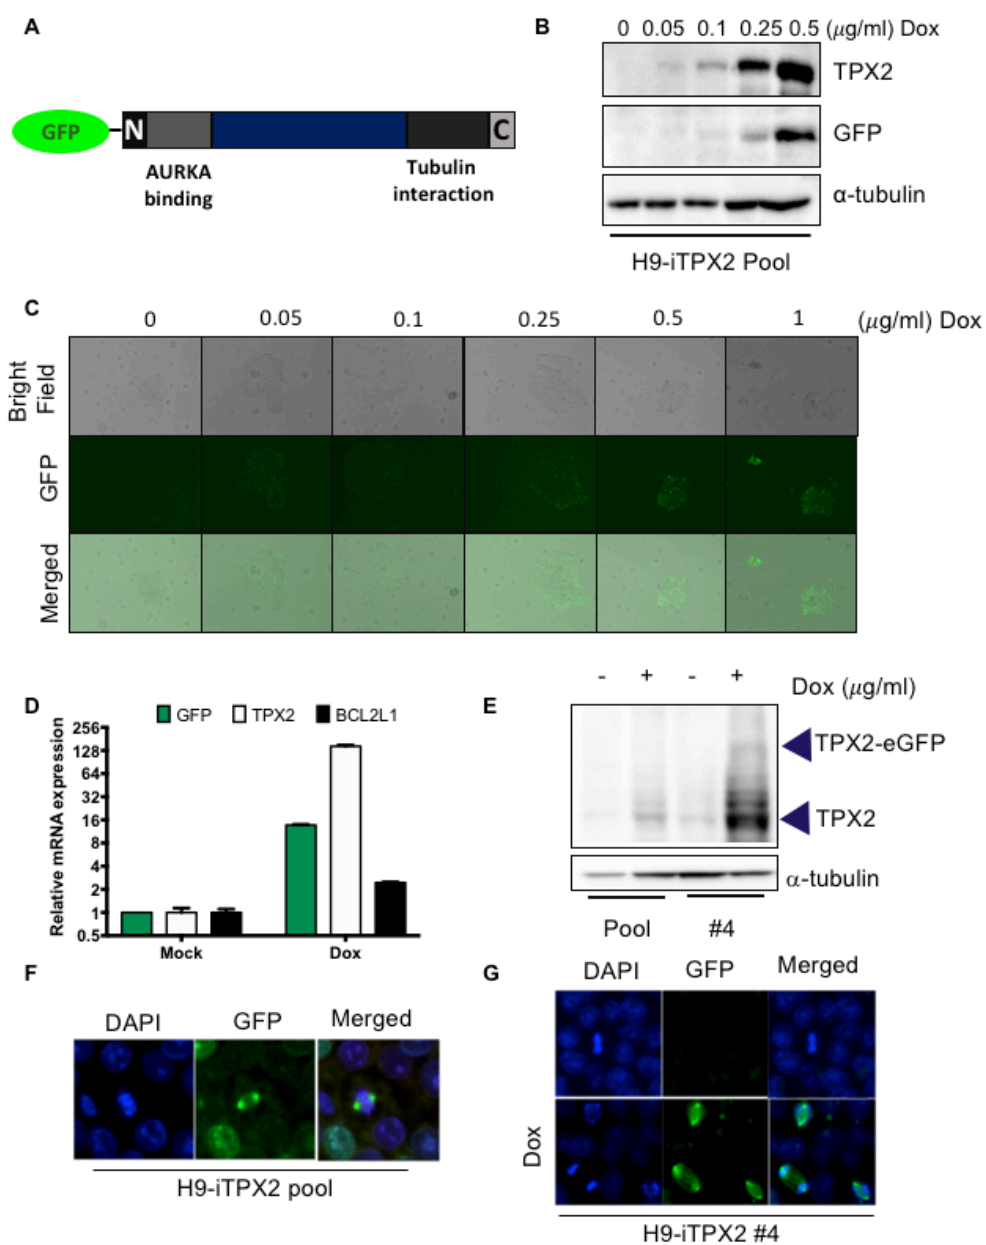 A
GFP
N
C
AURKA
binding
Tubulin
interaction
B
0 0.05 0.1 0.25 0.5 (μg/ml) Dox
TPX2
GFP
α-tubulin
H9-iTPX2 Pool
C
0 0.05 0.1 0.25 0.5 1 (μg/ml) Dox
Bright
Field
GFP
Merged
D
GFP TPX2 BCL2L1
Relative mRNA expression
256
128
64
32
16
8
4
2
1
0.5
Mock Dox
E
- + - + Dox (μg/ml)
TPX2-eGFP
TPX2
α-tubulin
Pool #4
F
DAPI GFP Merged
H9-iTPX2 pool
G
DAPI GFP Merged
Dox
H9-iTPX2 #4